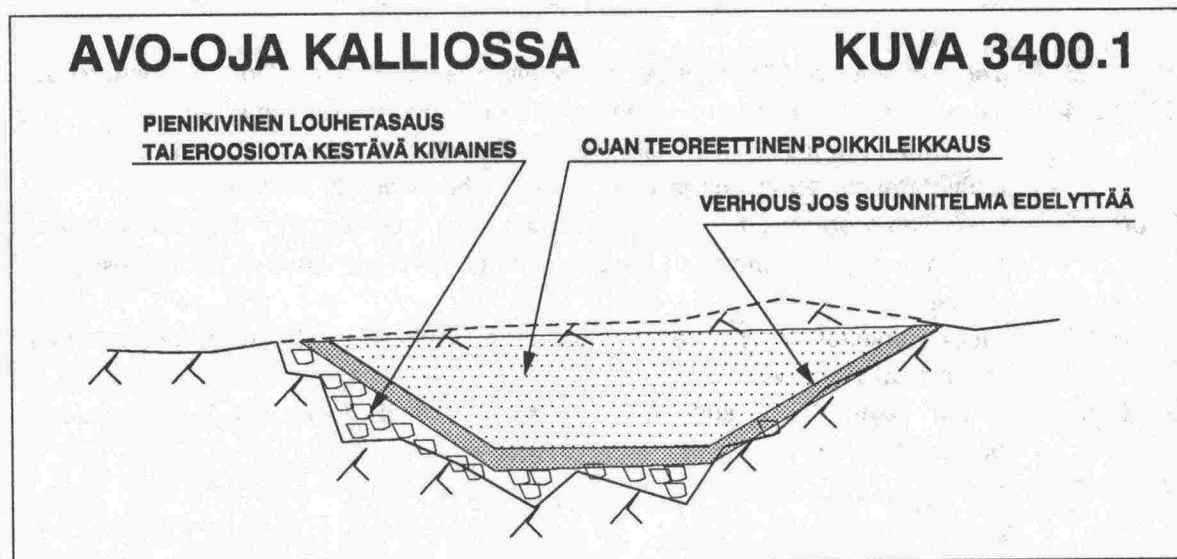 AVO-OJA KALLIOSSA
KUVA 3400.1
PIENIKIVINEN LOUHETASAUS
TAI EROOSIOTA KESTÄVÄ KIVIAINES
OJAN TEOREETTINEN POIKKILEIKKAUS
VERHOUS JOS SUUNNITELMA EDELYTTÄÄ